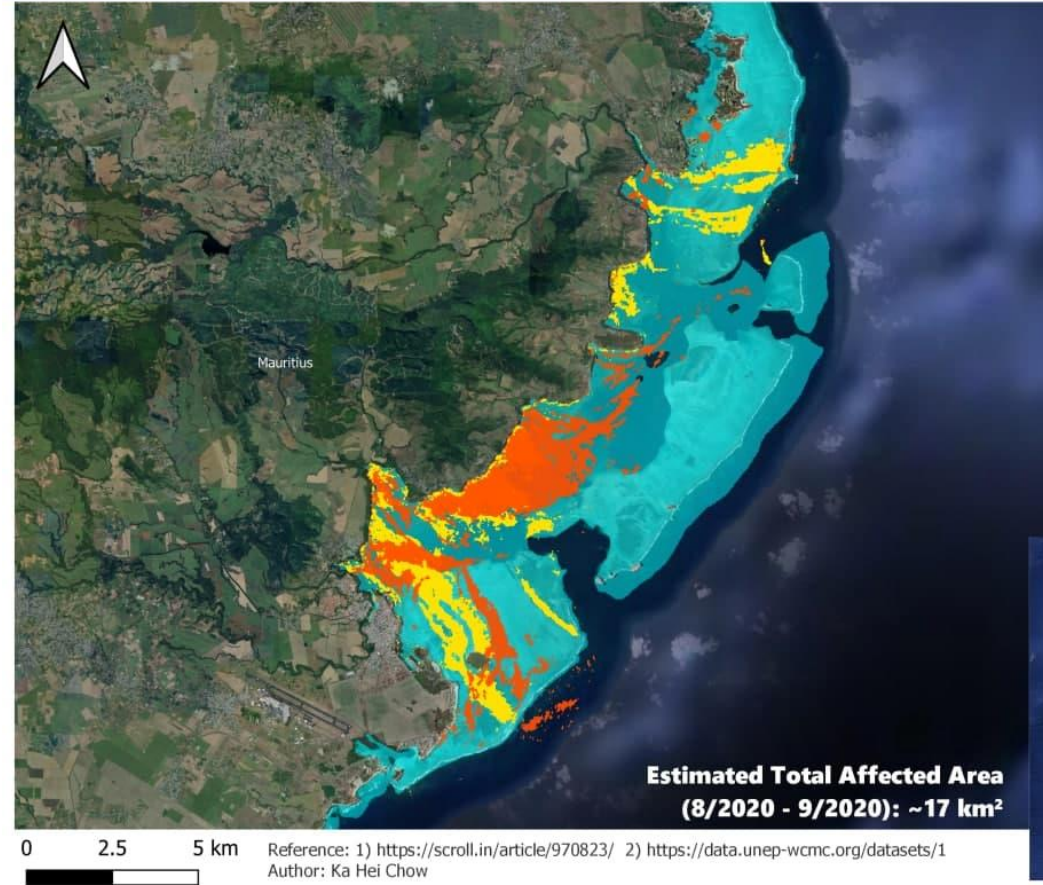 Mauritius
Estimated Total Affected Area
(8/2020 - 9/2020): ~17 km²
0 2.5 5 km
Reference: 1) https://scroll.in/article/970823/ 2) https://data.unep-wcmc.org/datasets/1
Author: Ka Hei Chow